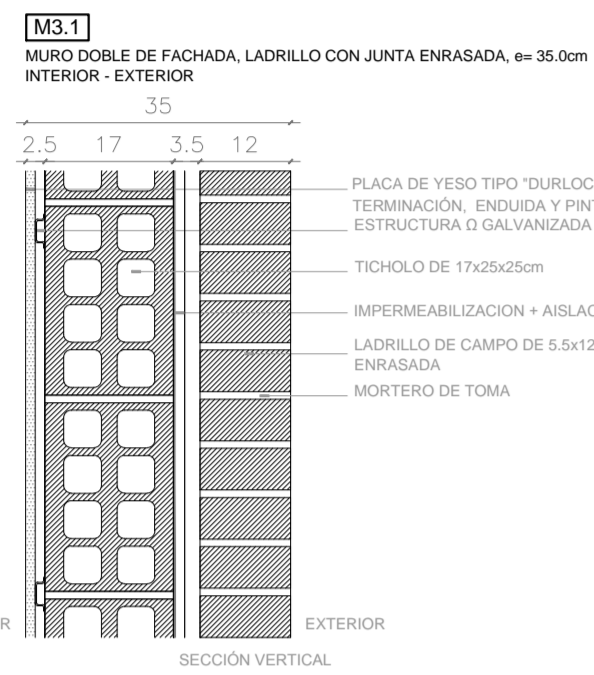 M3.1
MURO DOBLE DE FACHADA, LADRILLO CON JUNTA ENRASADA, e= 35.0cm
INTERIOR - EXTERIOR
35
2.5 17 3.5 12
PLACA DE YESO TIPO "DURLOC
TERMINACIÓN, ENDUIDA Y PIN
ESTRUCTURA Ω GALVANIZADA
TICHOLO DE 17x25x25cm
IMPERMEABILIZACION + AISLAC
LADRILLO DE CAMPO DE 5.5x12
ENRASADA
MORTERO DE TOMA
R
EXTERIOR
SECCIÓN VERTICAL